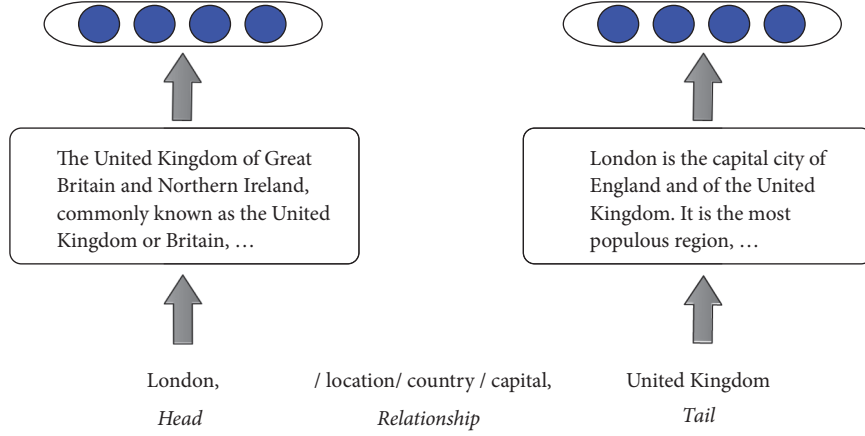 The United Kingdom of Great
Britain and Northern Ireland,
commonly known as the United
Kingdom or Britain, …
London is the capital city of
England and of the United
Kingdom. It is the most
populous region, …
London, / location/ country / capital, United Kingdom
Head Relationship Tail